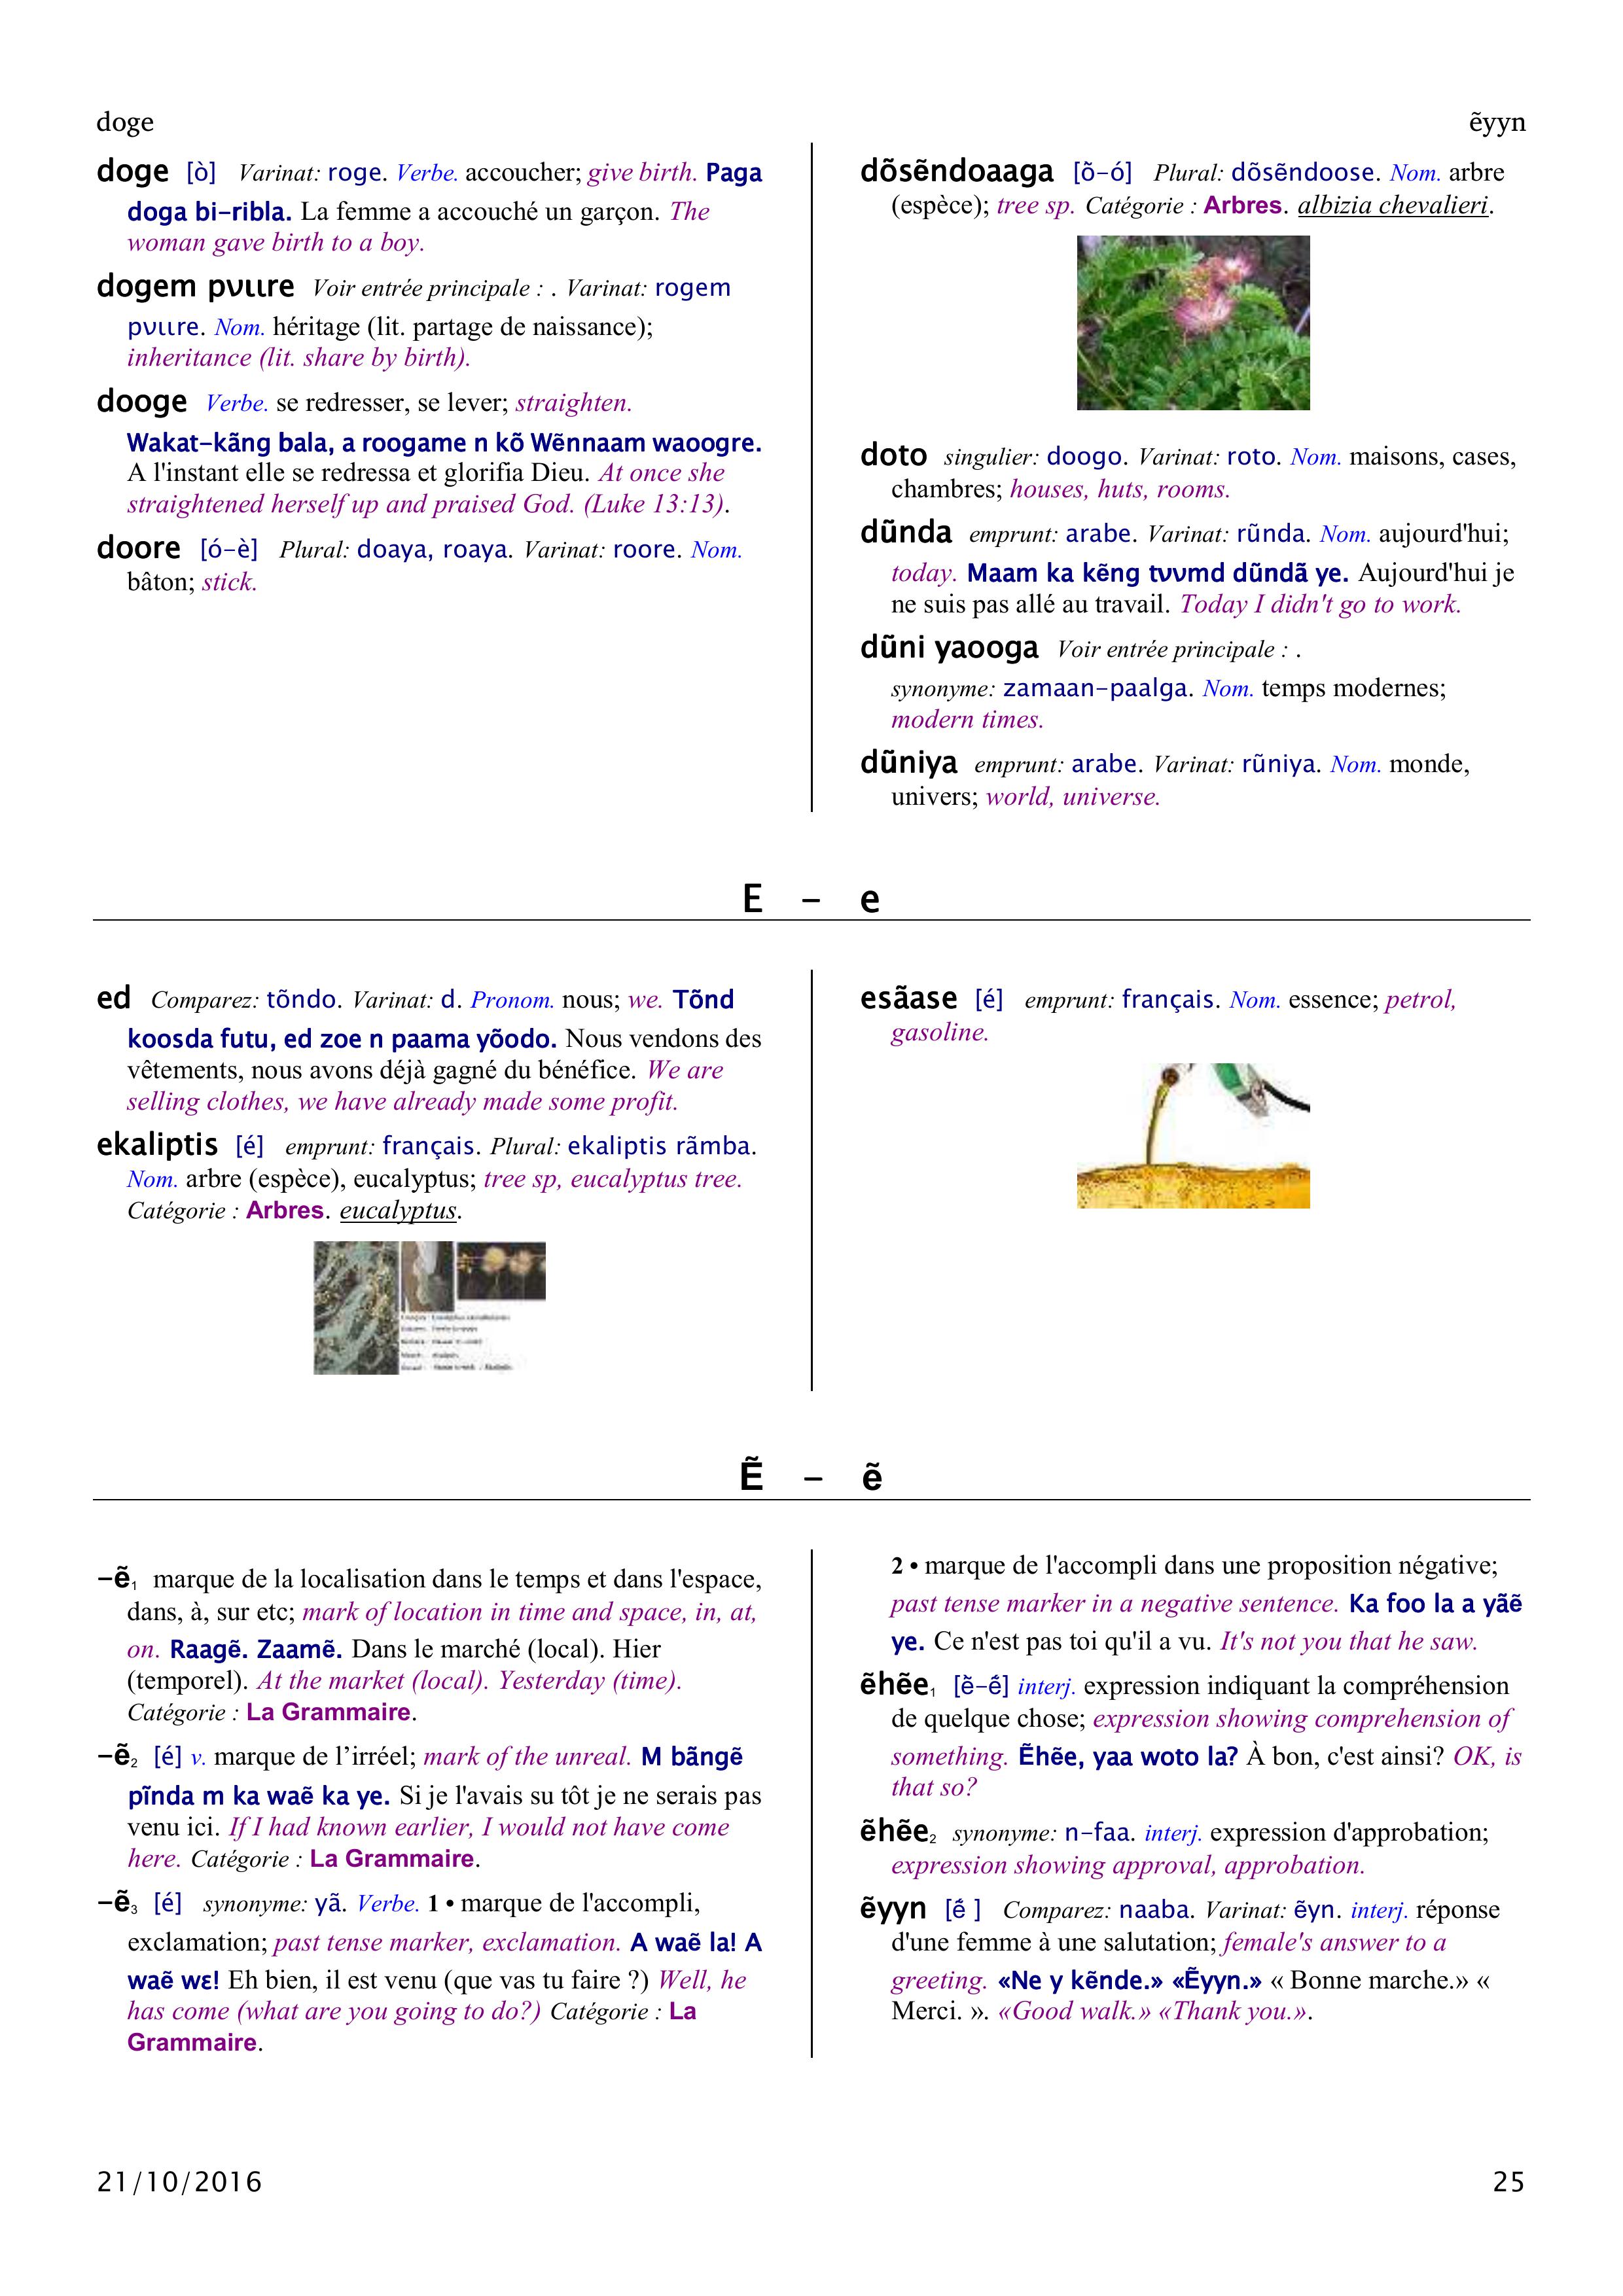 doge
ẽyyn
doge [ò] Varinat: roge. Verbe. accoucher; give birth. Paga
doga bi-ribla. La femme a accouché un garçon. The
woman gave birth to a boy.
dogem pʋɩɩre Voir entrée principale : . Varinat: rogem
pʋɩɩre. Nom. héritage (lit. partage de naissance);
inheritance (lit. share by birth).
dooge Verbe. se redresser, se lever; straighten.
Wakat-kãng bala, a roogame n kõ Wẽnnaam waoogre.
A l'instant elle se redressa et glorifia Dieu. At once she
straightened herself up and praised God. (Luke 13:13).
doore [ó-è] Plural: doaya, roaya. Varinat: roore. Nom.
bâton; stick.
dõsẽndoaaga [õ-ó] Plural: dõsẽndoose. Nom. arbre
(espèce); tree sp. Catégorie : Arbres. albizia chevalieri.
doto singulier: doogo. Varinat: roto. Nom. maisons, cases,
chambres; houses, huts, rooms.
dũnda emprunt: arabe. Varinat: rũnda. Nom. aujourd'hui;
today. Maam ka kẽng tʋʋmd dũndã ye. Aujourd'hui je
ne suis pas allé au travail. Today I didn't go to work.
dũni yaooga Voir entrée principale : .
synonyme: zamaan-paalga. Nom. temps modernes;
modern times.
dũniya emprunt: arabe. Varinat: rũniya. Nom. monde,
univers; world, universe.
E - e
ed Comparez: tõndo. Varinat: d. Pronom. nous; we. Tõnd
koosda futu, ed zoe n paama yõodo. Nous vendons des
vêtements, nous avons déjà gagné du bénéfice. We are
selling clothes, we have already made some profit.
ekaliptis [é] emprunt: français. Plural: ekaliptis rãmba.
Nom. arbre (espèce), eucalyptus; tree sp, eucalyptus tree.
Catégorie : Arbres. eucalyptus.
esãase [é] emprunt: français. Nom. essence; petrol,
gasoline.
Ẽ - ẽ
-ẽ₁ marque de la localisation dans le temps et dans l'espace,
dans, à, sur etc; mark of location in time and space, in, at,
on. Raagẽ. Zaamẽ. Dans le marché (local). Hier
(temporel). At the market (local). Yesterday (time).
Catégorie : La Grammaire.
-ẽ₂ [é] v. marque de l’irréel; mark of the unreal. M bãngẽ
pĩnda m ka waẽ ka ye. Si je l'avais su tôt je ne serais pas
venu ici. If I had known earlier, I would not have come
here. Catégorie : La Grammaire.
-ẽ₃ [é] synonyme: yã. Verbe. 1 • marque de l'accompli,
exclamation; past tense marker, exclamation. A waẽ la! A
waẽ wɛ! Eh bien, il est venu (que vas tu faire ?) Well, he
has come (what are you going to do?) Catégorie : La
Grammaire.
2 • marque de l'accompli dans une proposition négative;
past tense marker in a negative sentence. Ka foo la a yãẽ
ye. Ce n'est pas toi qu'il a vu. It's not you that he saw.
ẽhẽe₁ [ẽ̀-ẽ́] interj. expression indiquant la compréhension
de quelque chose; expression showing comprehension of
something. Ẽhẽe, yaa woto la? À bon, c'est ainsi? OK, is
that so?
ẽhẽe₂ synonyme: n-faa. interj. expression d'approbation;
expression showing approval, approbation.
ẽyyn [ẽ́ ] Comparez: naaba. Varinat: ẽyn. interj. réponse
d'une femme à une salutation; female's answer to a
greeting. «Ne y kẽnde.» «Ẽyyn.» « Bonne marche.» «
Merci. ». «Good walk.» «Thank you.».
21/10/2016
25